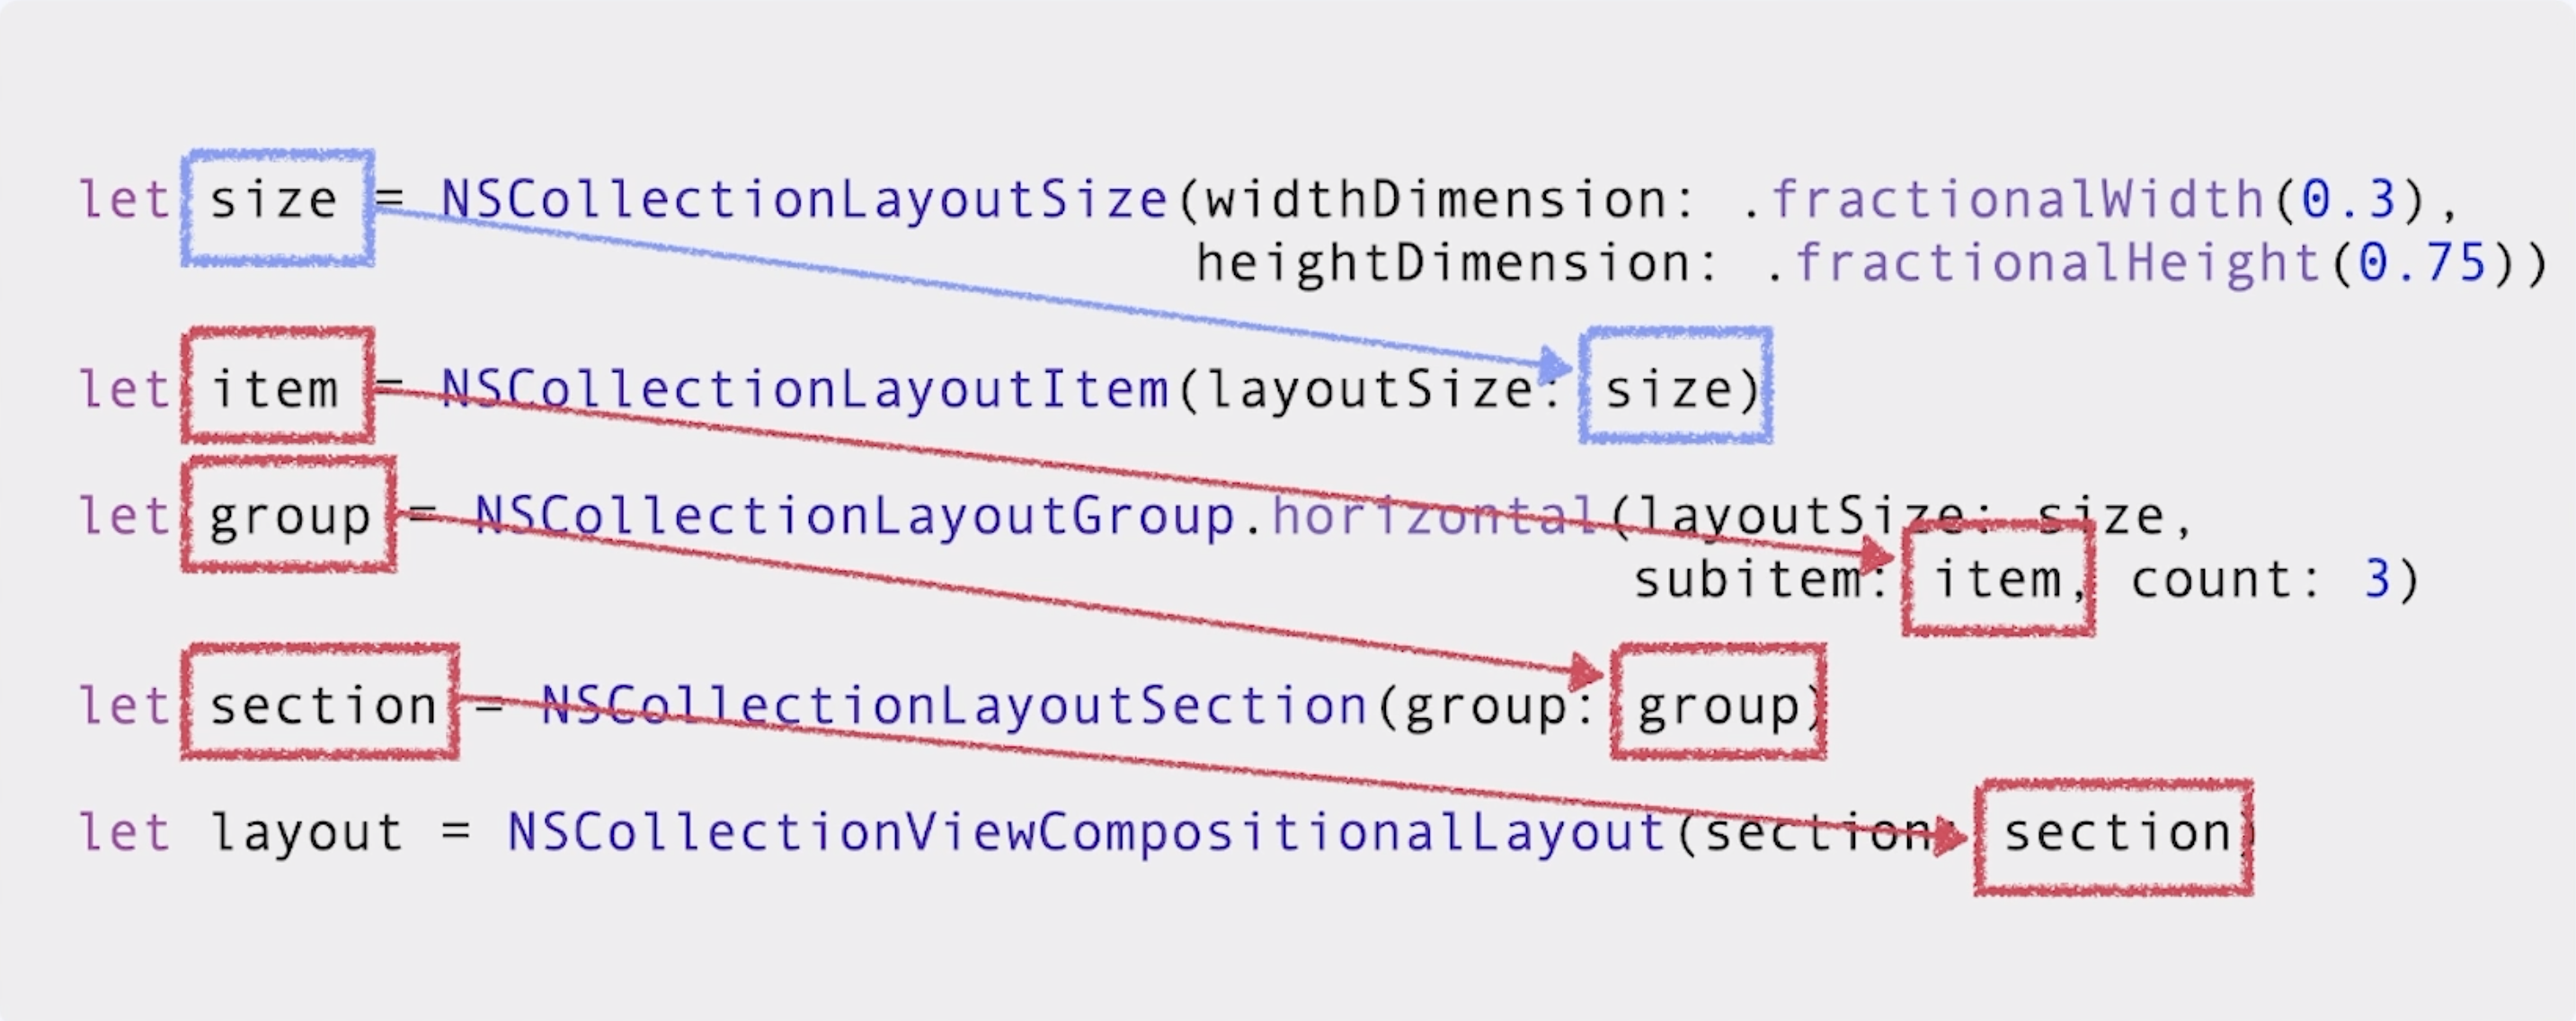 let size = NSCollectionLayoutSize(widthDimension: .fractionalWidth(0.3),
heightDimension: .fractionalHeight(0.75))
let item = NSCollectionLayoutItem(layoutSize: size)
let group = NSCollectionLayoutGroup.horizontal(layoutSize: size,
subitem: item, count: 3)
let section = NSCollectionLayoutSection(group: group)
let layout = NSCollectionViewCompositionalLayout(section: section)